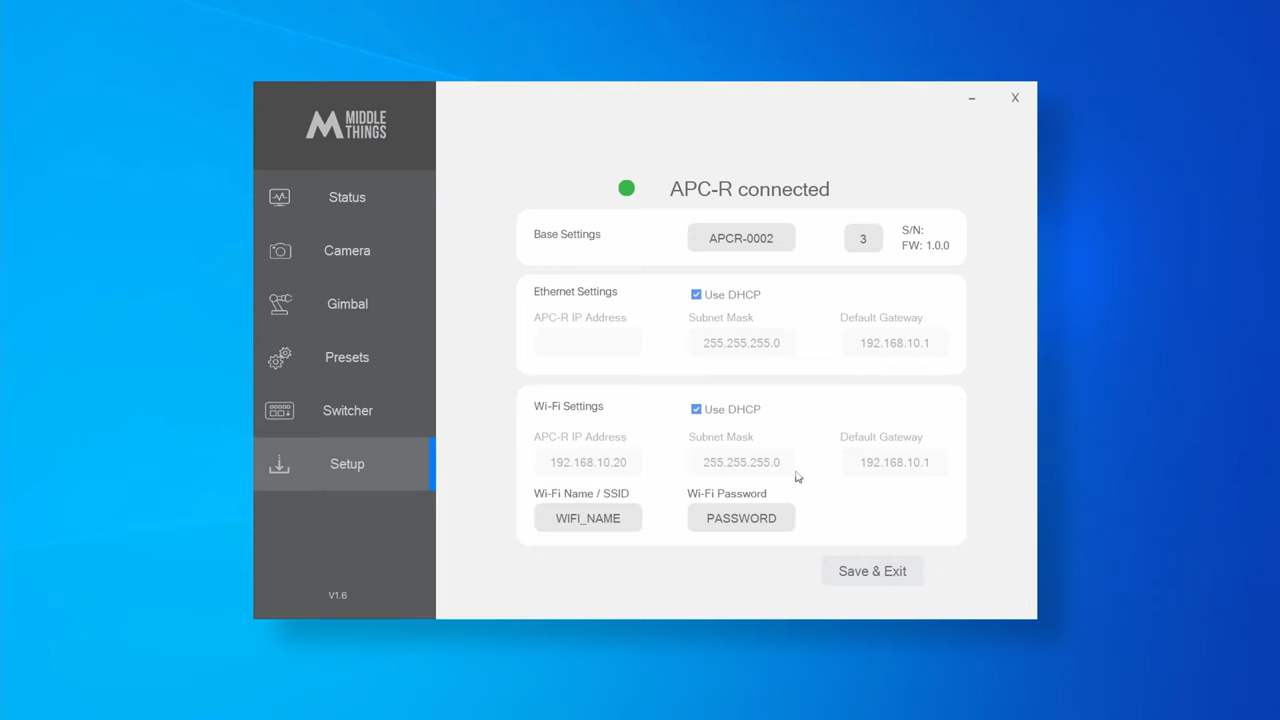 MIDDLE
THINGS
– X
Status
Camera
Gimbal
Presets
Switcher
Setup
V1.6
APC-R connected
Base Settings
APCR-0002
3
S/N:
FW: 1.0.0
Ethernet Settings
Use DHCP
APC-R IP Address
Subnet Mask
Default Gateway
255.255.255.0
192.168.10.1
Wi-Fi Settings
Use DHCP
APC-R IP Address
Subnet Mask
Default Gateway
192.168.10.20
255.255.255.0
192.168.10.1
Wi-Fi Name / SSID
Wi-Fi Password
WIFI_NAME
PASSWORD
Save & Exit